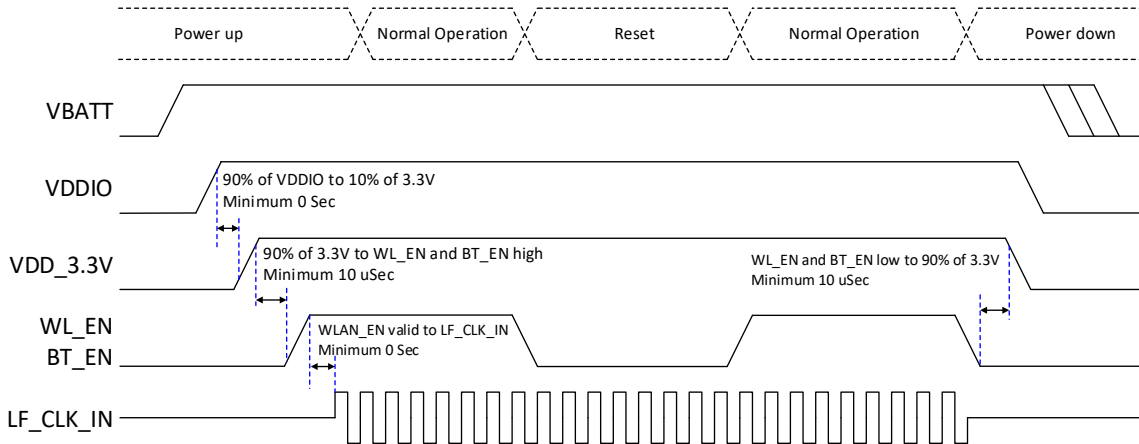 Power up
Normal Operation
Reset
Normal Operation
Power down
VBATT
VDDIO
90% of VDDIO to 10% of 3.3V
Minimum 0 Sec
VDD_3.3V
90% of 3.3V to WL_EN and BT_EN high
Minimum 10 uSec
WL_EN and BT_EN low to 90% of 3.3V
Minimum 10 uSec
WL_EN
BT_EN
WLAN_EN valid to LF_CLK_IN
Minimum 0 Sec
LF_CLK_IN